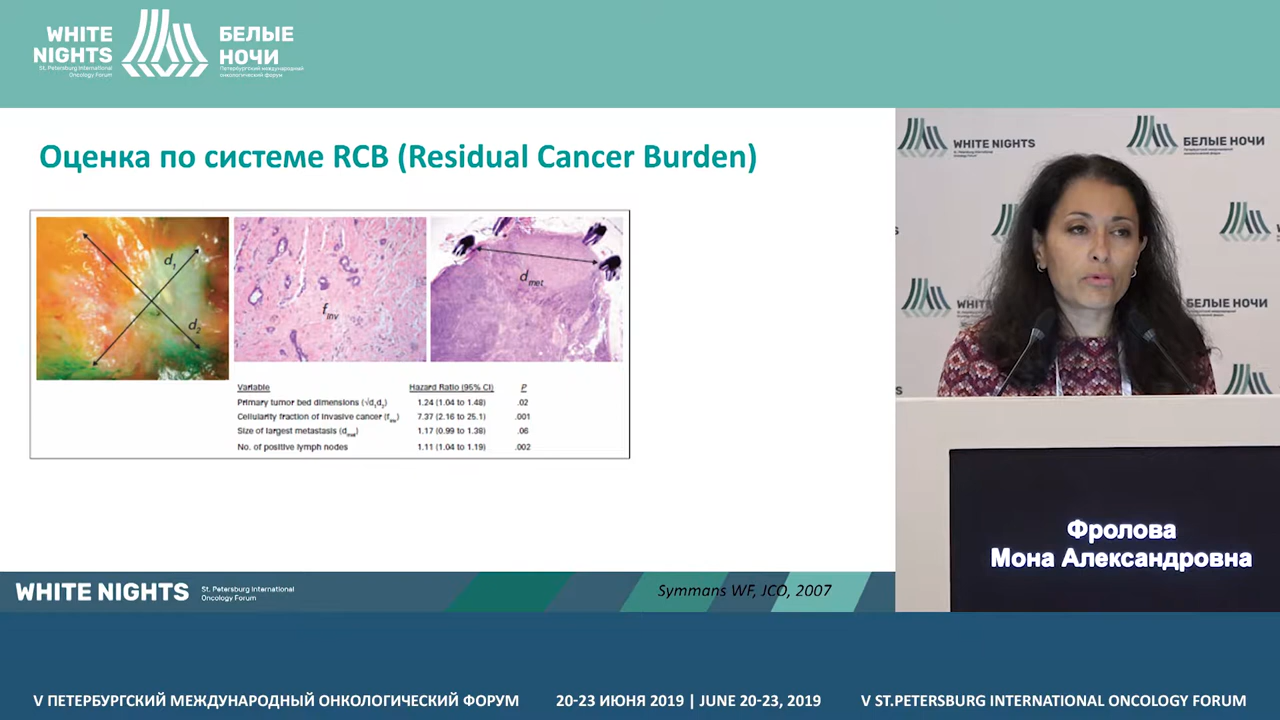 WHITE
NIGHTS
St. Petersburg International
Oncology Forum
БЕЛЫЕ
НОЧИ
Петербургский международный
онкологический форум
Оценка по системе RCB (Residual Cancer Burden)
d1
d2
finv
dmet
Variable Hazard Ratio (95% CI) P
Primary tumor bed dimensions (√d1d2) 1.24 (1.04 to 1.48) .02
Cellularity fraction of invasive cancer (finv) 7.37 (2.16 to 25.1) .001
Size of largest metastasis (dmet) 1.17 (0.99 to 1.38) .06
No. of positive lymph nodes 1.11 (1.04 to 1.19) .002
WHITE NIGHTS
St. Petersburg International
Oncology Forum
Symmans WF, JCO, 2007
WHITE NIGHTS
БЕЛЫЕ НОЧИ
WHITE
БЕЛЫЕ НОЧИ
Фролова
Мона Александровна
V ПЕТЕРБУРГСКИЙ МЕЖДУНАРОДНЫЙ ОНКОЛОГИЧЕСКИЙ ФОРУМ 20-23 ИЮНЯ 2019 | JUNE 20-23, 2019 V ST.PETERSBURG INTERNATIONAL ONCOLOGY FORUM